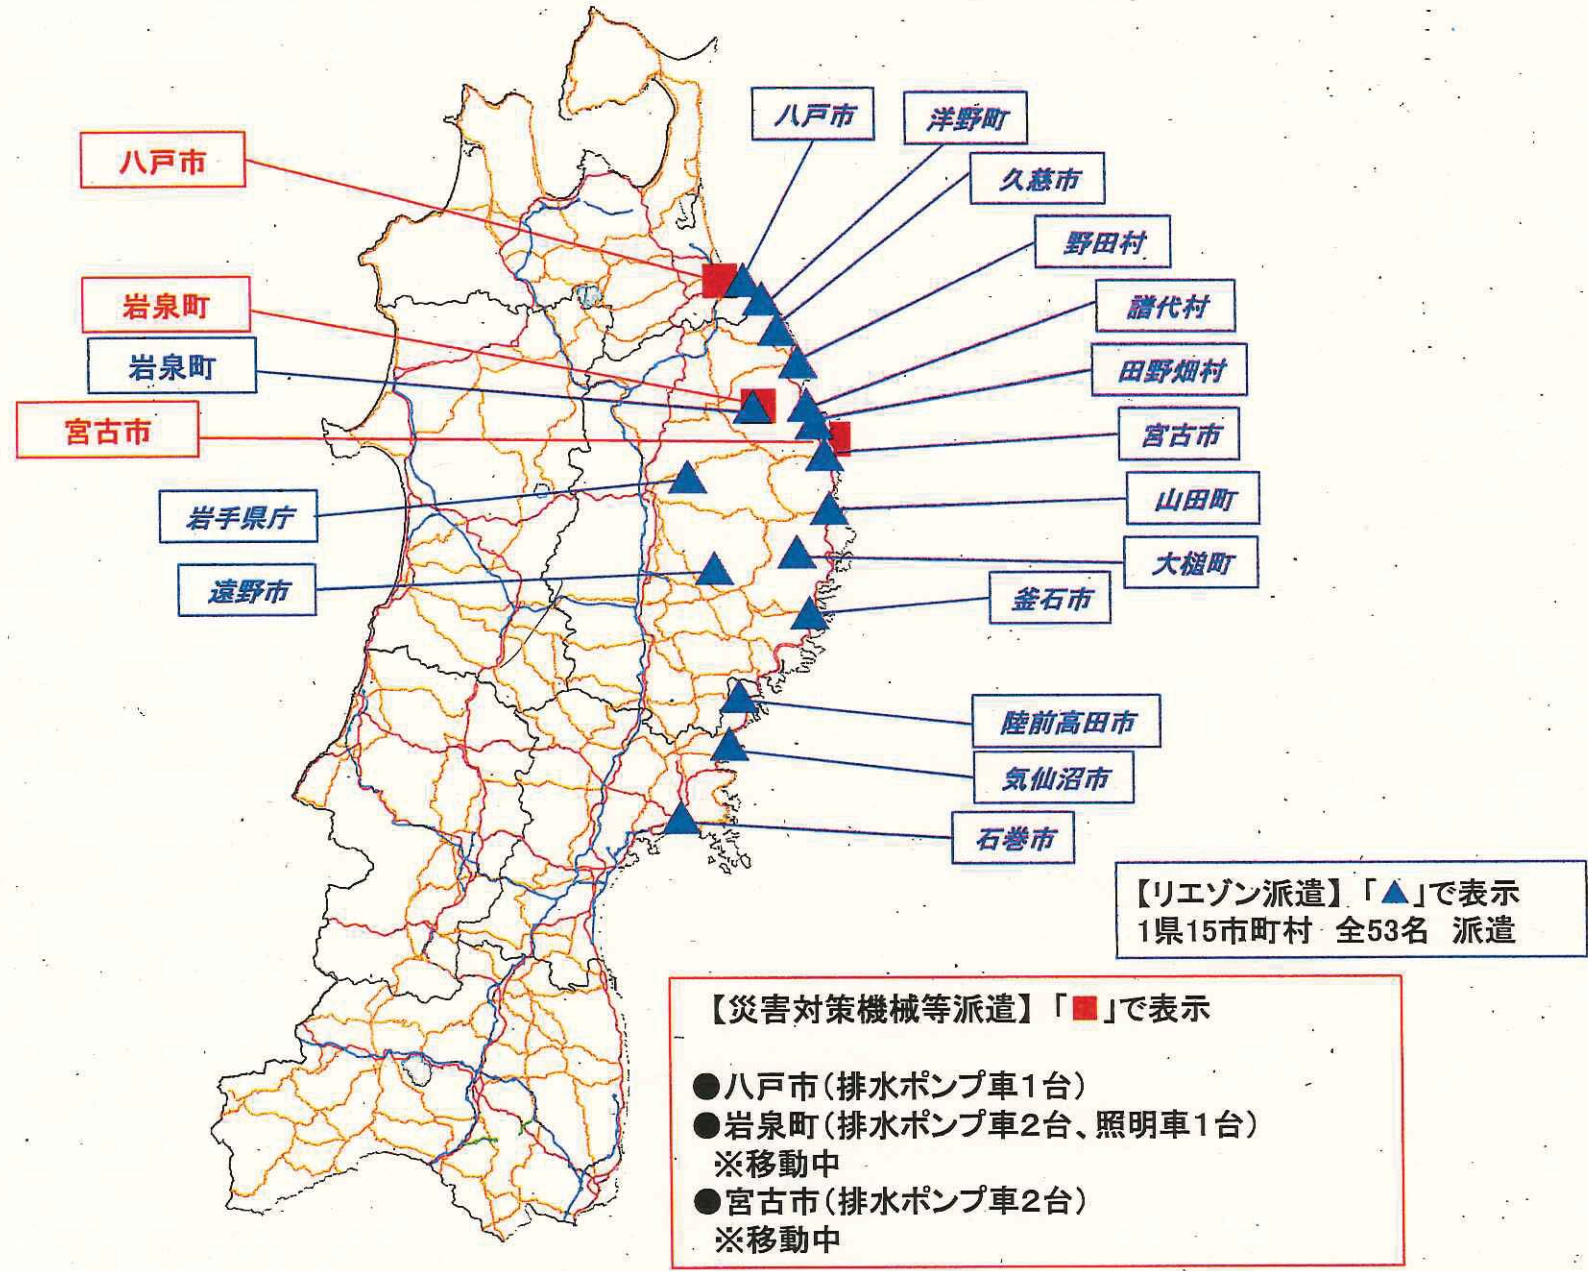 八戸市
洋野町
久慈市
野田村
譜代村
田野畑村
宮古市
山田町
大槌町
釜石市
陸前高田市
気仙沼市
石巻市
八戸市
岩泉町
岩泉町
宮古市
岩手県庁
遠野市
【リエゾン派遣】「▲」で表示
1県15市町村 全53名 派遣
【災害対策機械等派遣】「■」で表示
●八戸市(排水ポンプ車1台)
●岩泉町(排水ポンプ車2台、照明車1台)
※移動中
●宮古市(排水ポンプ車2台)
※移動中